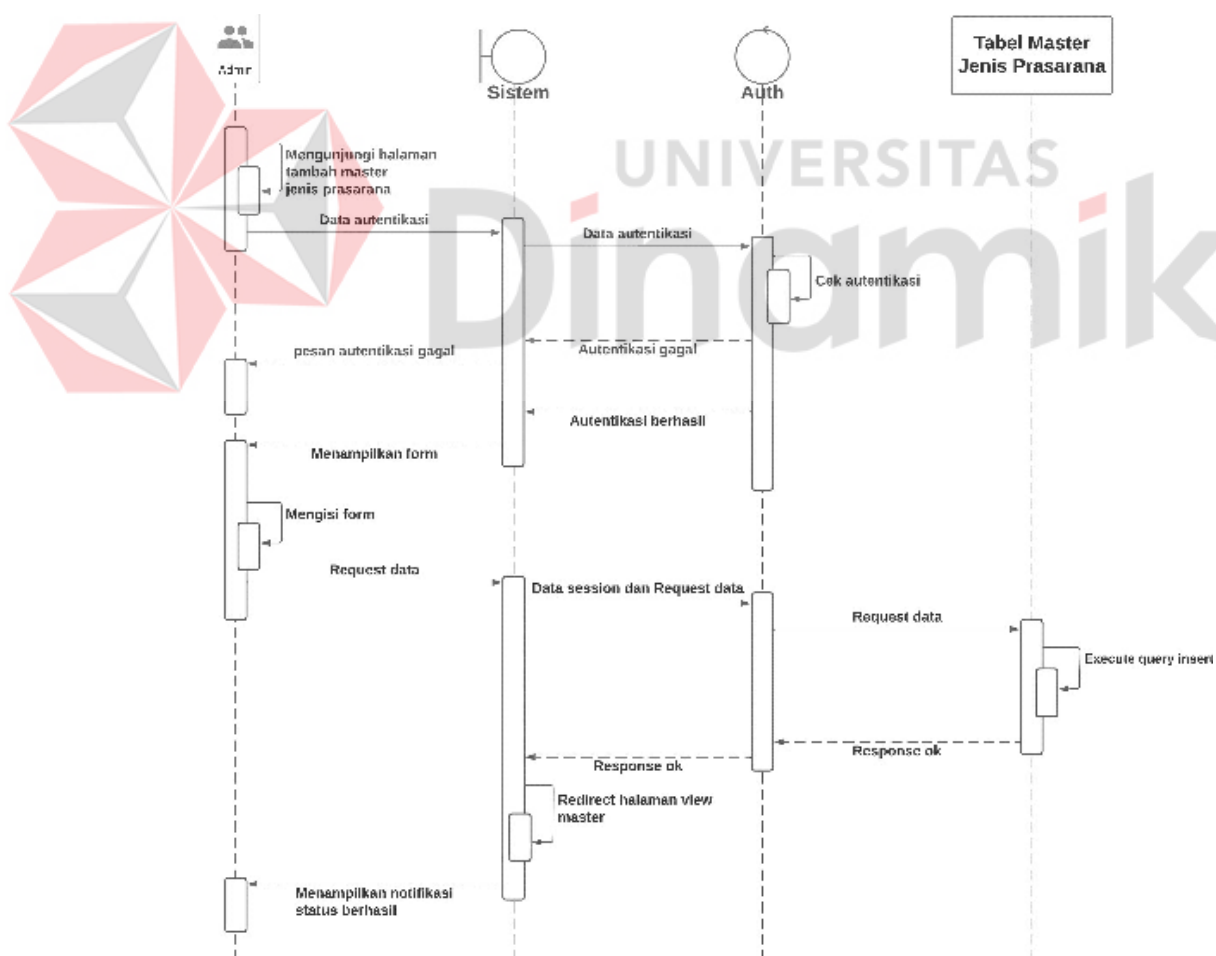 Admin
Sistem
Auth
Tabel Master
Jenis Prasarana
UNIVERSITAS
Dinamik
Mengunjungi halaman
tambah master
jenis prasarana
Data autentikasi
Data autentikasi
Cek autentikasi
pesan autentikasi gagal
Autentikasi gagal
Autentikasi berhasil
Menampilkan form
Mengisi form
Request data
Data session dan Request data
Request data
Execute query insert
Response ok
Response ok
Redirect halaman view
master
Menampilkan notifikasi
status berhasil